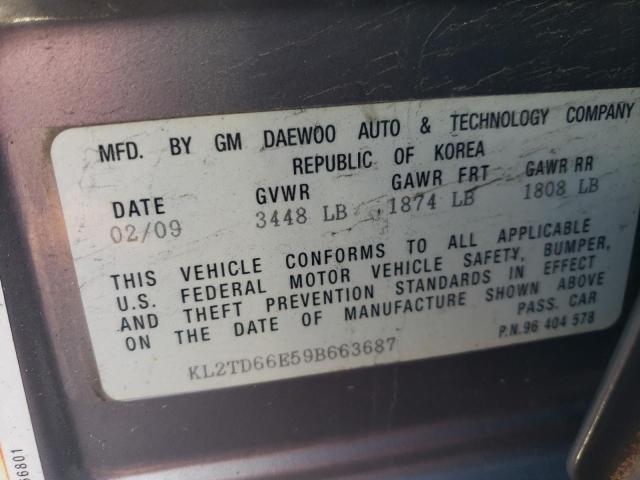 MFD. BY GM DAEWOO AUTO & TECHNOLOGY COMPANY
REPUBLIC OF KOREA
DATE GVWR GAWR FRT GAWR RR
02/09 3448 LB 1874 LB 1808 LB
THIS VEHICLE CONFORMS TO ALL APPLICABLE
U.S. FEDERAL MOTOR VEHICLE SAFETY, BUMPER,
AND THEFT PREVENTION STANDARDS IN EFFECT
ON THE DATE OF MANUFACTURE SHOWN ABOVE
PASS. CAR
KL2TD66E59B663687 P.N.96 404 578